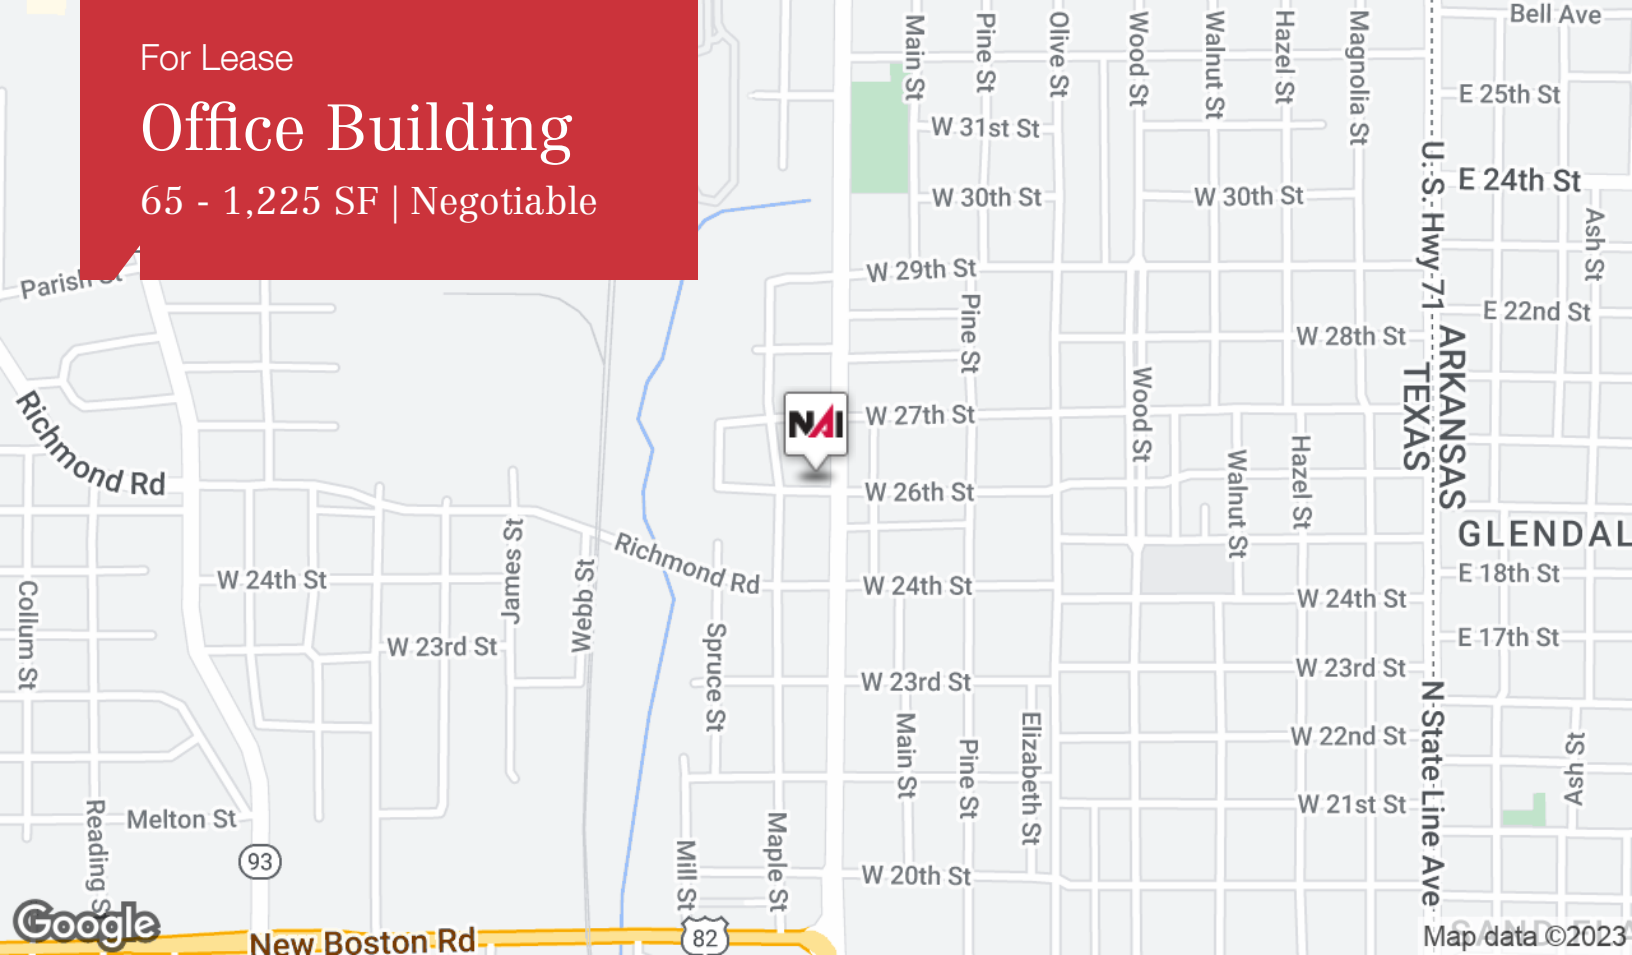 For Lease
Office Building
65 - 1,225 SF | Negotiable
Main St
Pine St
Olive St
Wood St
Walnut St
Hazel St
Magnolia St
Bell Ave
E 25th St
W 31st St
U.S. Hwy 71
E 24th St
W 30th St
W 30th St
Ash St
Parish St
W 29th St
Pine St
E 22nd St
W 28th St
ARKANSAS
TEXAS
Wood St
NAI
W 27th St
Richmond Rd
Walnut St
Hazel St
W 26th St
GLENDAL
James St
Webb St
Richmond Rd
W 24th St
W 24th St
E 18th St
W 24th St
Collum St
Spruce St
W 23rd St
E 17th St
W 23rd St
W 23rd St
N State Line Ave
Main St
Pine St
Elizabeth St
W 22nd St
Ash St
Reading St
Melton St
W 21st St
93
Mill St
Maple St
W 20th St
Google
New Boston Rd
82
Map data ©2023